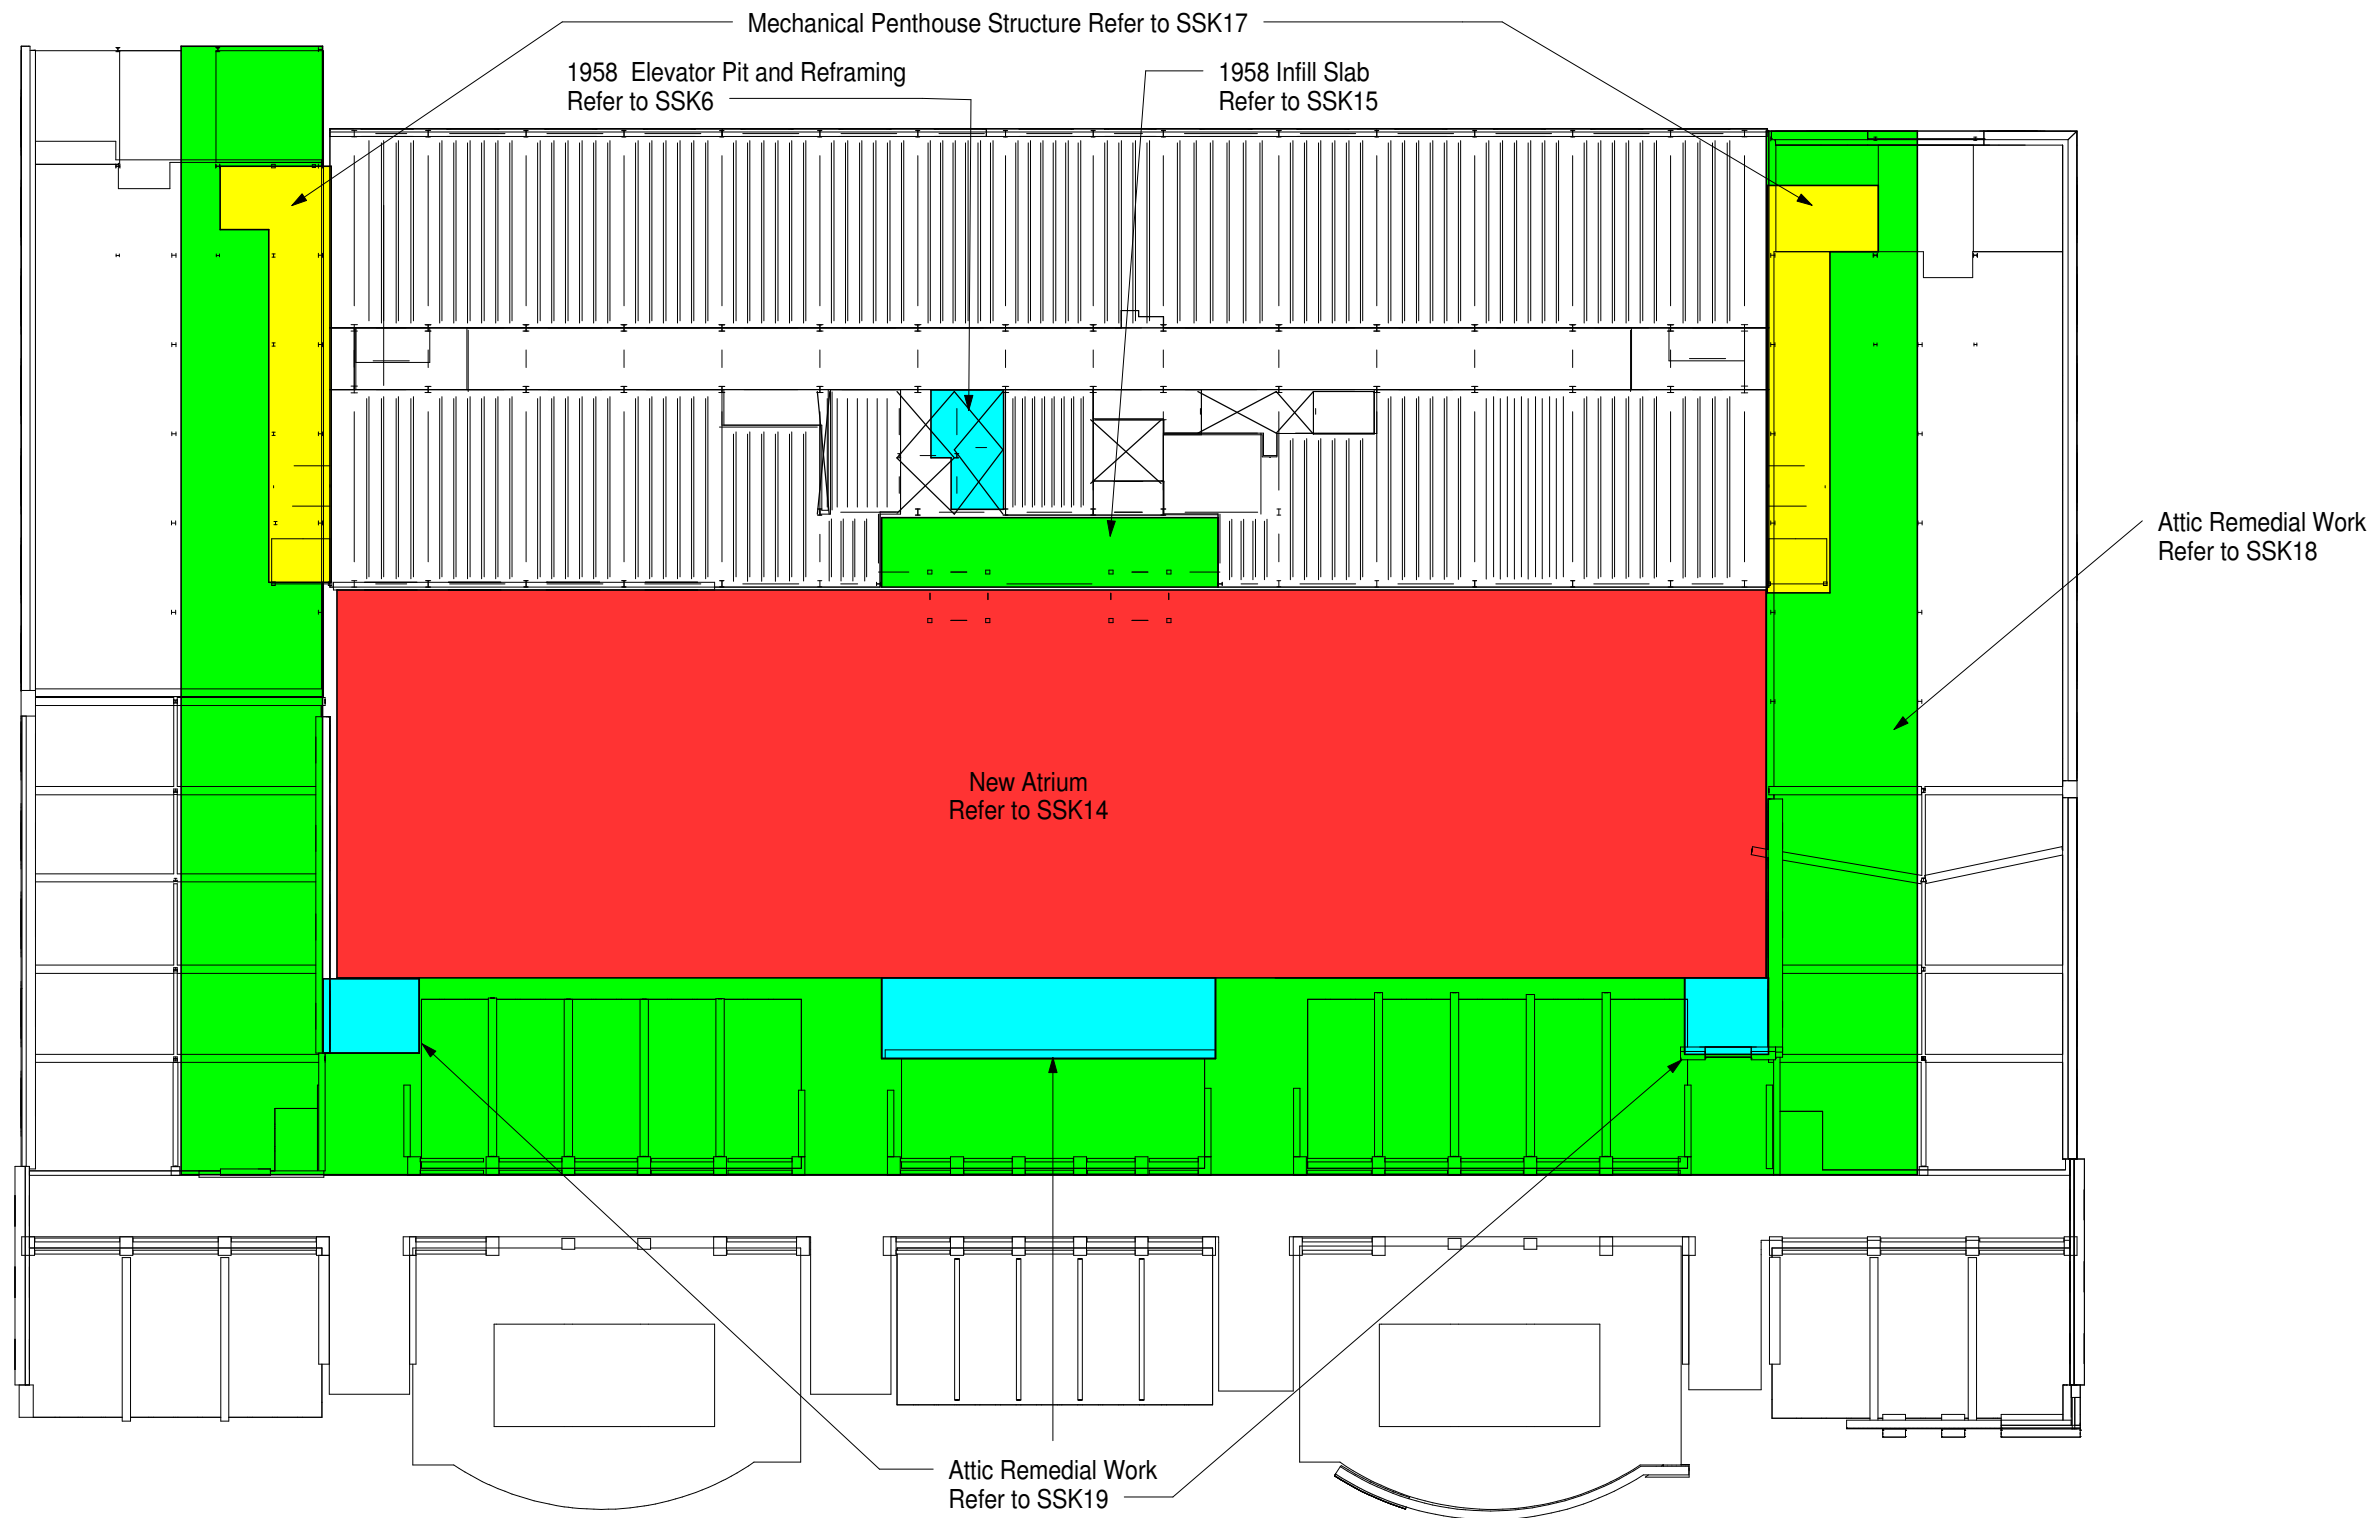 Mechanical Penthouse Structure Refer to SSK17
1958 Elevator Pit and Reframing
Refer to SSK6
1958 Infill Slab
Refer to SSK15
Attic Remedial Work
Refer to SSK18
New Atrium
Refer to SSK14
Attic Remedial Work
Refer to SSK19